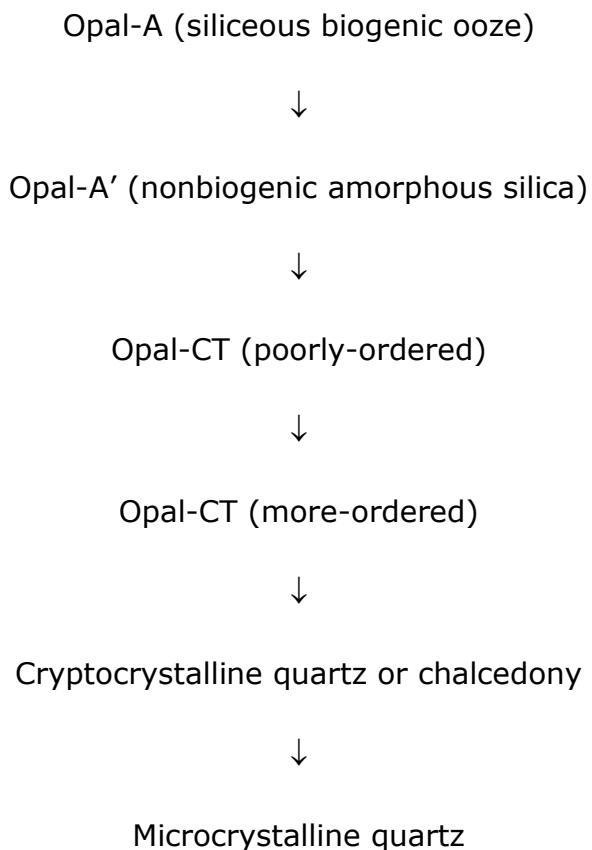 Opal-A (siliceous biogenic ooze)
↓
Opal-A′ (nonbiogenic amorphous silica)
↓
Opal-CT (poorly-ordered)
↓
Opal-CT (more-ordered)
↓
Cryptocrystalline quartz or chalcedony
↓
Microcrystalline quartz